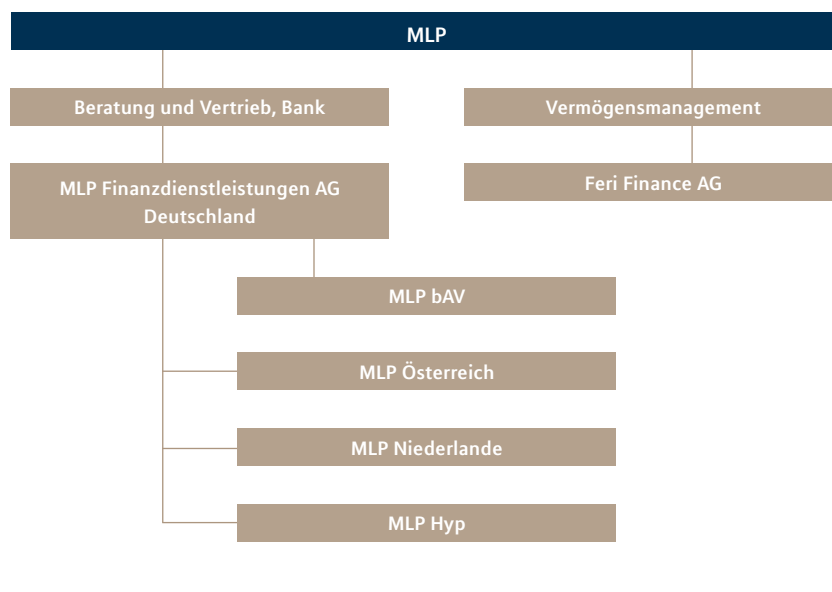 MLP
Beratung und Vertrieb, Bank
Vermögensmanagement
MLP Finanzdienstleistungen AG
Deutschland
Feri Finance AG
MLP bAV
MLP Österreich
MLP Niederlande
MLP Hyp